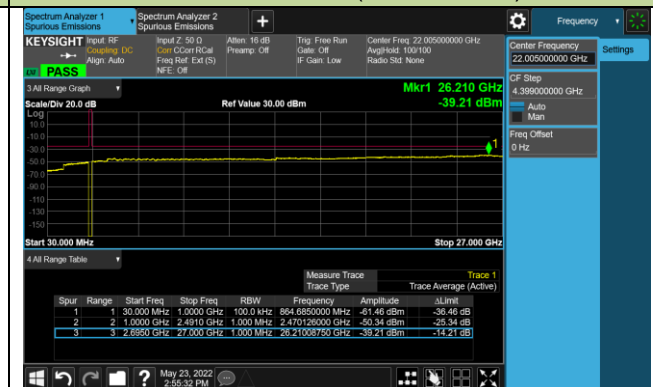 Spectrum Analyzer 1
Spurious Emissions
Spectrum Analyzer 2
Spurious Emissions
+
Frequency
KEYSIGHT
Input: RF
Coupling: DC
Align: Auto
Input Z: 50 Ω
Corr CCorr RCal
Freq Ref: Ext (S)
NFE: Off
Atten: 16 dB
Preamp: Off
Trig: Free Run
Gate: Off
IF Gain: Low
Center Freq: 22.005000000 GHz
Avg|Hold: 100/100
Radio Std: None
LW PASS
Center Frequency
22.005000000 GHz
Settings
CF Step
4.399000000 GHz
Auto
Man
Freq Offset
0 Hz
3 All Range Graph
Mkr1 26.210 GHz
-39.21 dBm
Scale/Div 20.0 dB
Ref Value 30.00 dBm
Log
10.0
-10.0
-30.0
-50.0
-70.0
-90.0
-110
-130
-150
1
Start 30.000 MHz
Stop 27.000 GHz
4 All Range Table
Measure Trace Trace 1
Trace Type Trace Average (Active)
Spur Range Start Freq Stop Freq RBW Frequency Amplitude ΔLimit
1 1 30.000 MHz 1.0000 GHz 100.0 kHz 864.6850000 MHz -61.46 dBm -36.46 dB
2 2 1.0000 GHz 2.4910 GHz 1.000 MHz 2.470126000 GHz -50.34 dBm -25.34 dB
3 3 2.6950 GHz 27.000 GHz 1.000 MHz 26.21008750 GHz -39.21 dBm -14.21 dB
?
May 23, 2022
2:55:32 PM